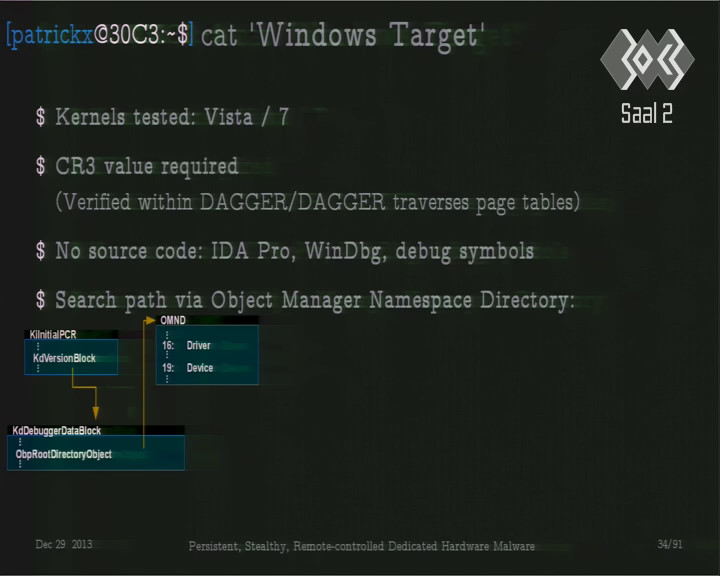 [patrickx@30C3:~$] cat 'Windows Target'
Saal 2
$ Kernels tested: Vista / 7
$ CR3 value required
(Verified within DAGGER/DAGGER traverses page tables)
$ No source code: IDA Pro, WinDbg, debug symbols
$ Search path via Object Manager Namespace Directory:
OMND
16: Driver
19: Device
KiInitialPCR
KdVersionBlock
KdDebuggerDataBlock
ObpRootDirectoryObject
Dec 29 2013
Persistent, Stealthy, Remote-controlled Dedicated Hardware Malware
34/91